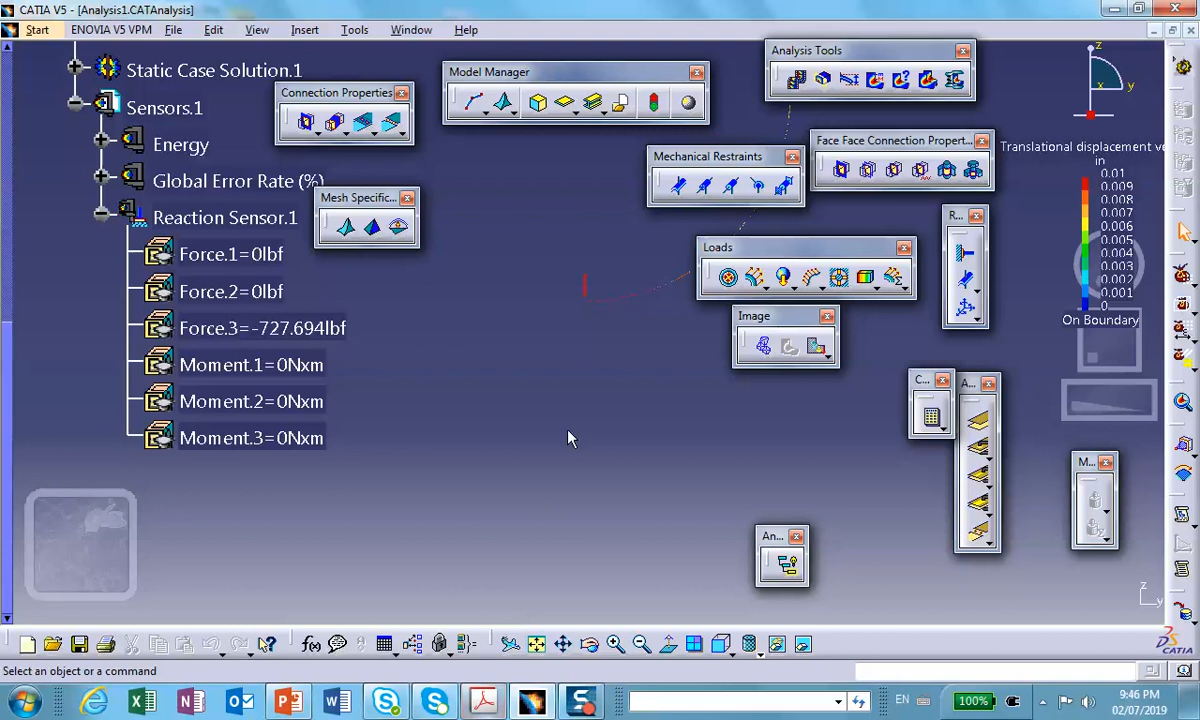 CATIA V5 - [Analysis1.CATAnalysis]
Start ENOVIA V5 VPM File Edit View Insert Tools Window Help
Static Case Solution.1
Sensors.1
Energy
Global Error Rate (%)
Reaction Sensor.1
Force.1=0lbf
Force.2=0lbf
Force.3=-727.694lbf
Moment.1=0Nxm
Moment.2=0Nxm
Moment.3=0Nxm
Connection Properties
Mesh Specific...
Model Manager
Analysis Tools
Mechanical Restraints
Face Face Connection Propert...
Loads
Image
R...
C...
A...
M...
An...
z
x
y
Translational displacement ve
in
0.01
0.009
0.008
0.007
0.006
0.005
0.004
0.003
0.002
0.001
0
On Boundary
z
y
f(x)
DS CATIA
Select an object or a command
EN
100%
9:46 PM
02/07/2019